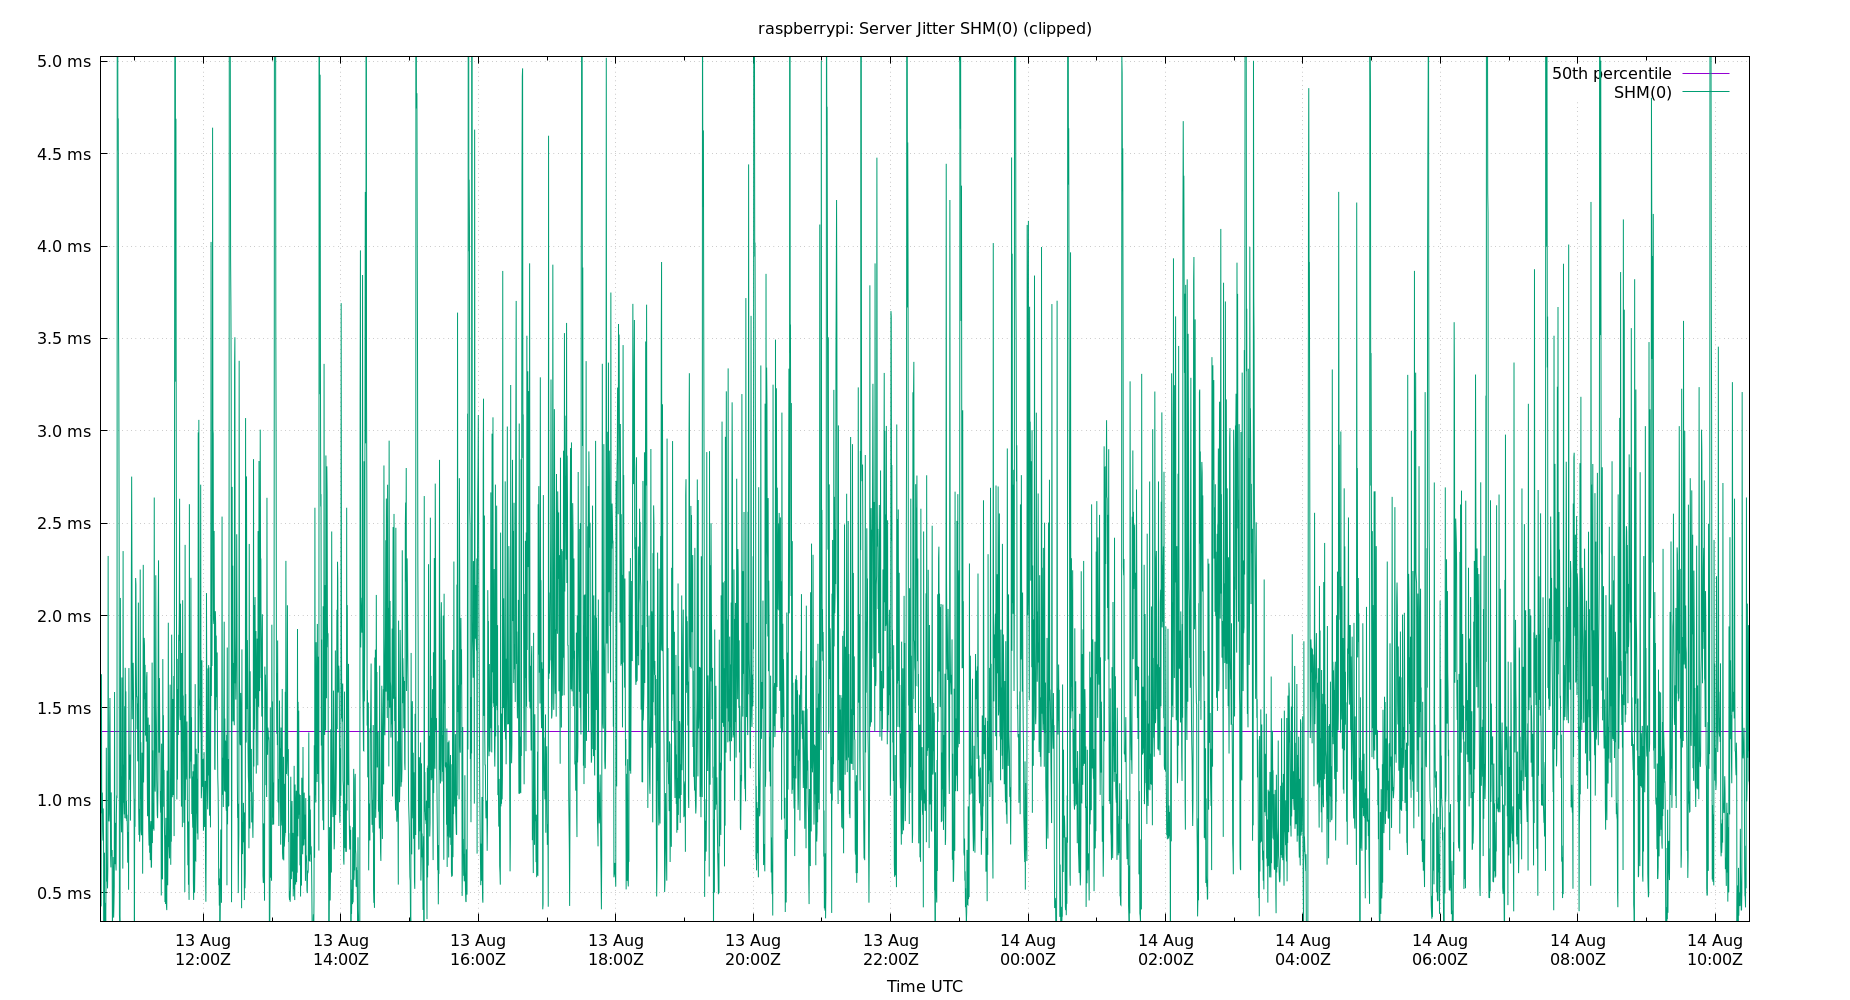 raspberrypi: Server Jitter SHM(0) (clipped)
5.0 ms
50th percentile
SHM(0)
4.5 ms
4.0 ms
3.5 ms
3.0 ms
2.5 ms
2.0 ms
1.5 ms
1.0 ms
0.5 ms
13 Aug 13 Aug 13 Aug 13 Aug 13 Aug 13 Aug 14 Aug 14 Aug 14 Aug 14 Aug 14 Aug 14 Aug
12:00Z 14:00Z 16:00Z 18:00Z 20:00Z 22:00Z 00:00Z 02:00Z 04:00Z 06:00Z 08:00Z 10:00Z
Time UTC